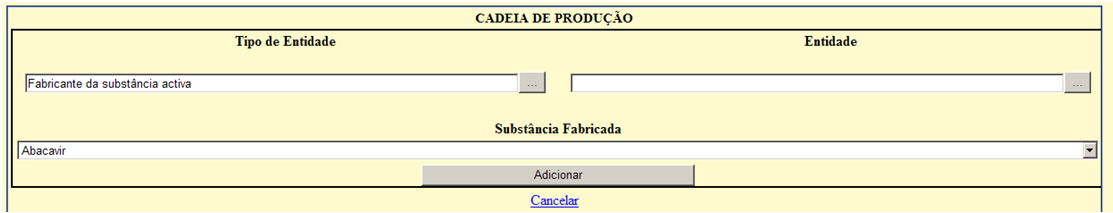 CADEIA DE PRODUÇÃO
Tipo de Entidade Entidade
Fabricante da substância activa ... ...
Substância Fabricada
Abacavir
Adicionar
Cancelar